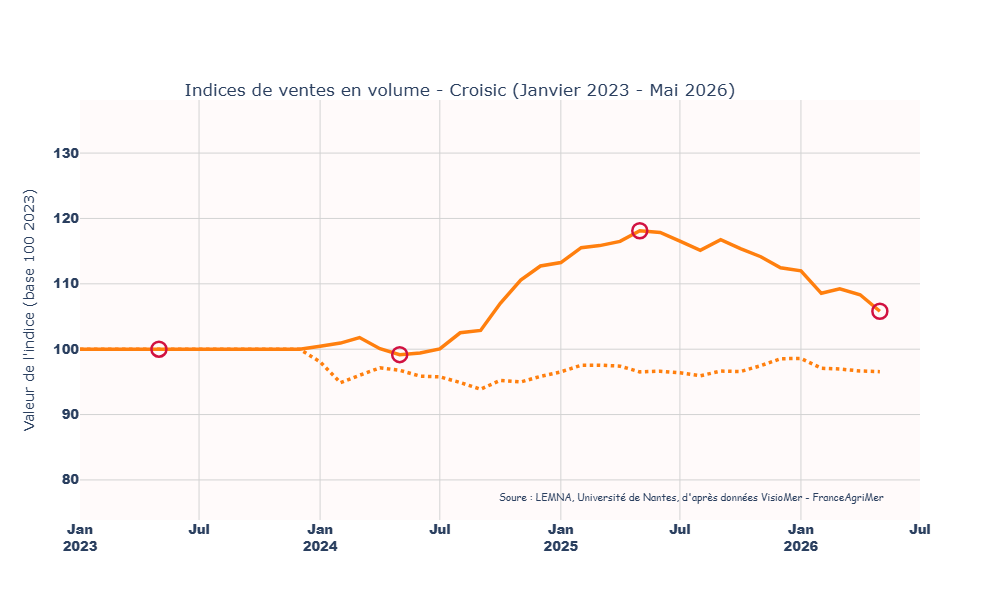 Indices de ventes en volume - Croisic (Janvier 2023 - Mai 2026)
Valeur de l'indice (base 100 2023)
130
120
110
100
90
80
Soure : LEMNA, Université de Nantes, d'après données VisioMer - FranceAgriMer
Jan
2023
Jul
Jan
2024
Jul
Jan
2025
Jul
Jan
2026
Jul